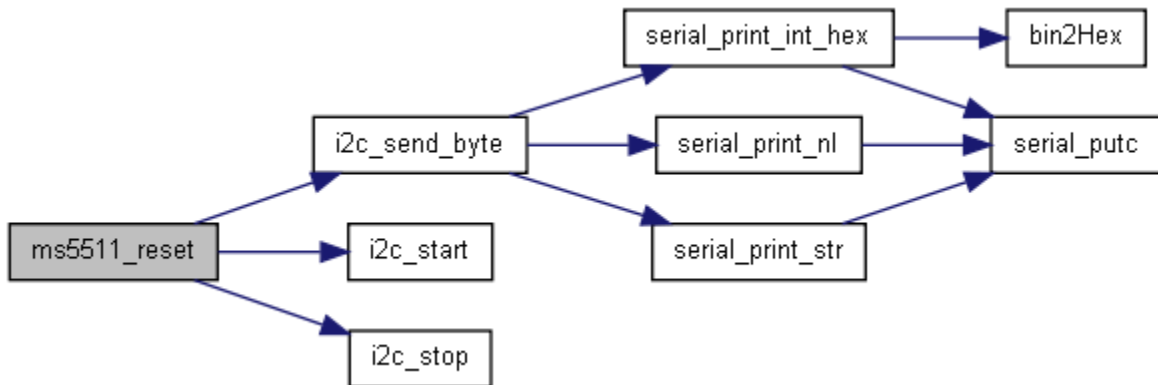 serial_print_int_hex
bin2Hex
i2c_send_byte
serial_print_nl
serial_putc
ms5511_reset
i2c_start
serial_print_str
i2c_stop